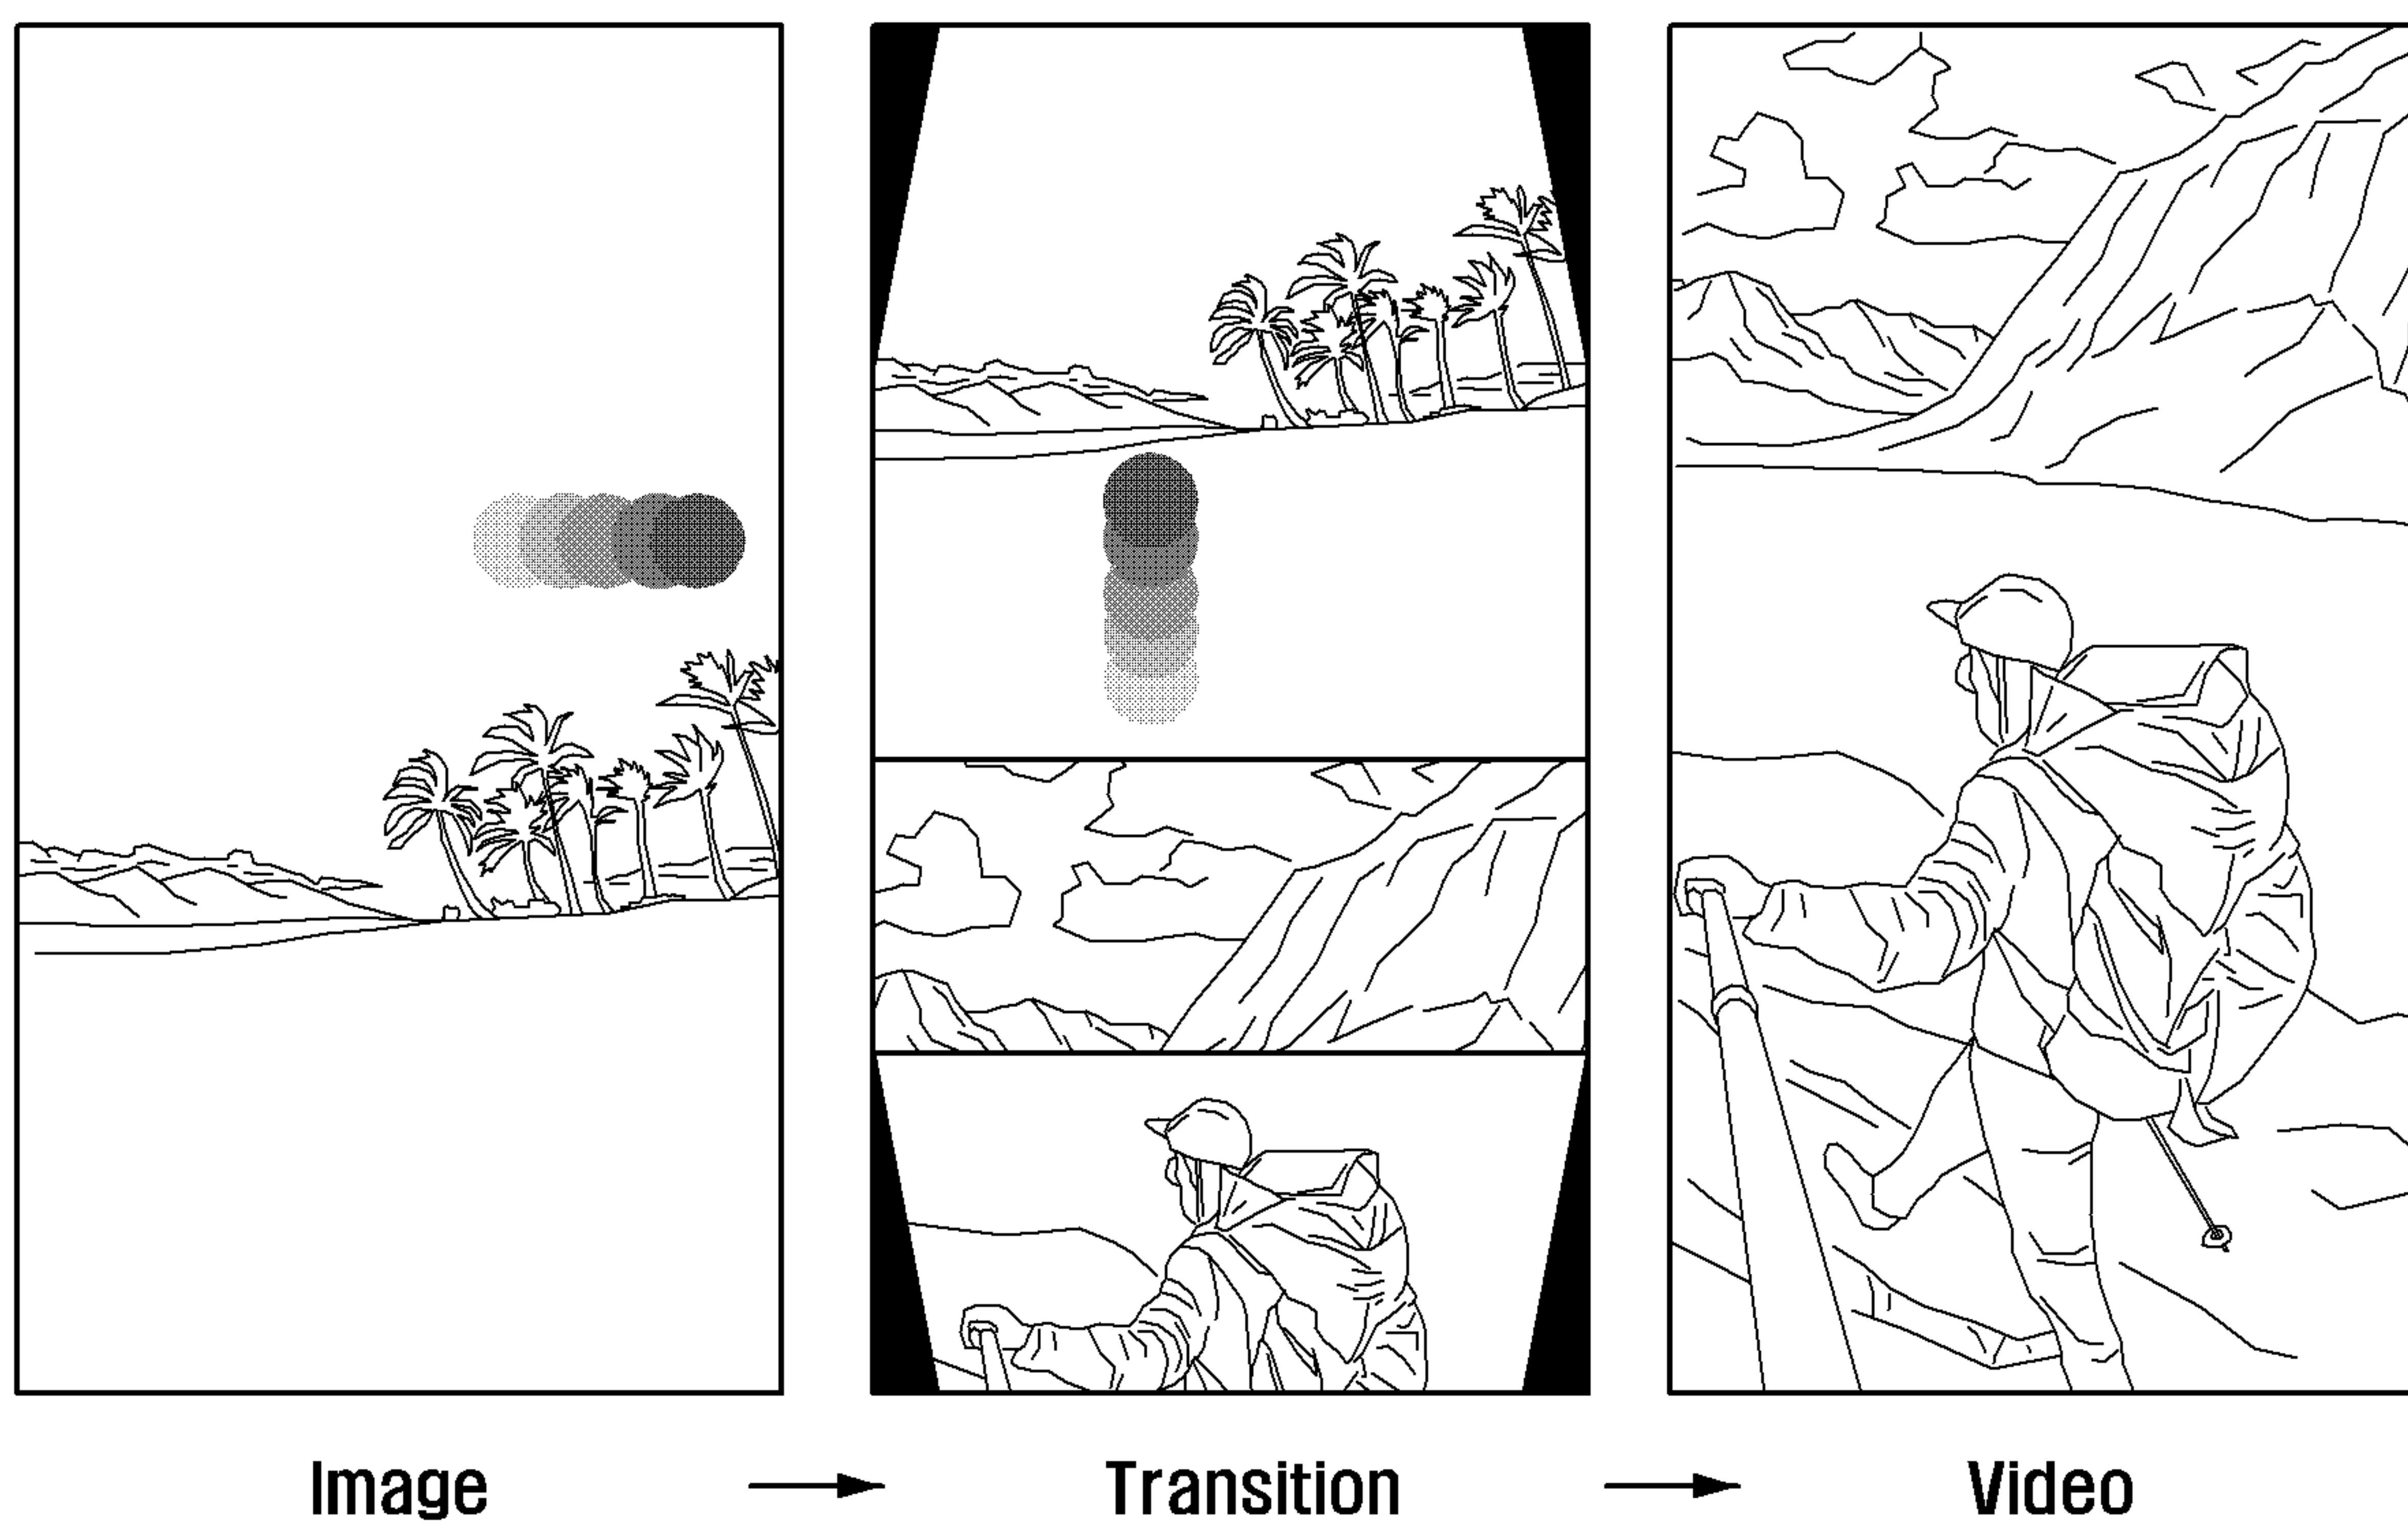 Image → Transition → Video